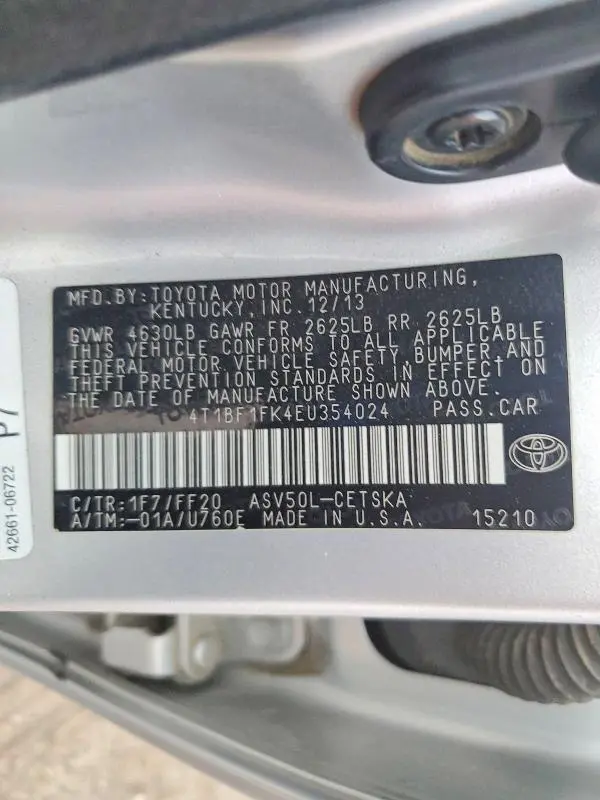 MFD.BY:TOYOTA MOTOR MANUFACTURING,
KENTUCKY,INC.12/13
GVWR 4630LB GAWR FR 2625LB RR 2625LB
THIS VEHICLE CONFORMS TO ALL APPLICABLE
FEDERAL MOTOR VEHICLE SAFETY,BUMPER,AND
THEFT PREVENTION STANDARDS IN EFFECT ON
THE DATE OF MANUFACTURE SHOWN ABOVE.
4T1BF1FK4EU354024 PASS.CAR
C/TR:1F7/FF20 ASV50L-CETSKA
A/TM:-01A/U760E MADE IN U.S.A. 15210
42661-06722